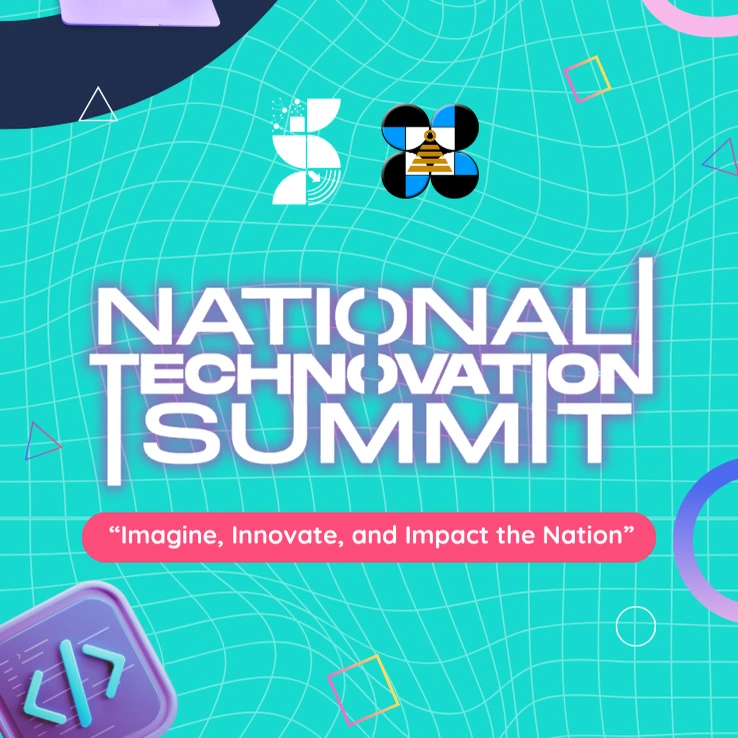 NATIONAL
TECHNOVATION
SUMMIT
“Imagine, Innovate, and Impact the Nation”
</>